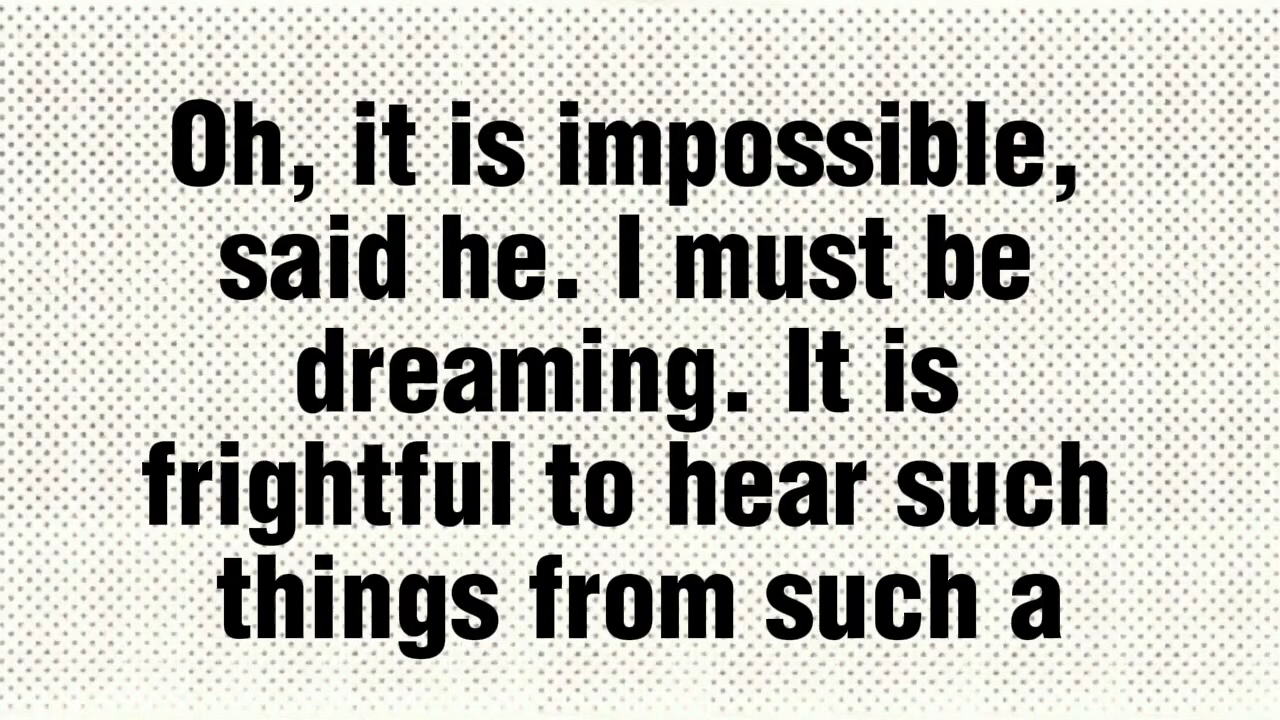 Oh, it is impossible,
said he. I must be
dreaming. It is
frightful to hear such
things from such a